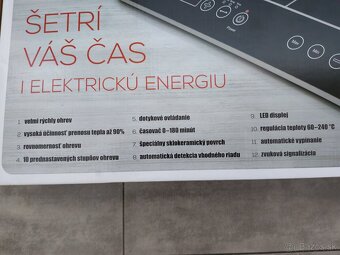 ŠETRÍ
VÁŠ ČAS
I ELEKTRICKÚ ENERGIU
1. veľmi rýchly ohrev
2. vysoká účinnosť prenosu tepla až 90%
3. rovnomernosť ohrevu
4. 10 prednastavených stupňov ohrevu
5. dotykové ovládanie
6. časovač 0-180 minút
7. špeciálny sklokeramický povrch
8. automatická detekcia vhodného riadu
9. LED displej
10. regulácia teploty 60-240 °C
11. automatické vypínanie
12. zvuková signalizácia